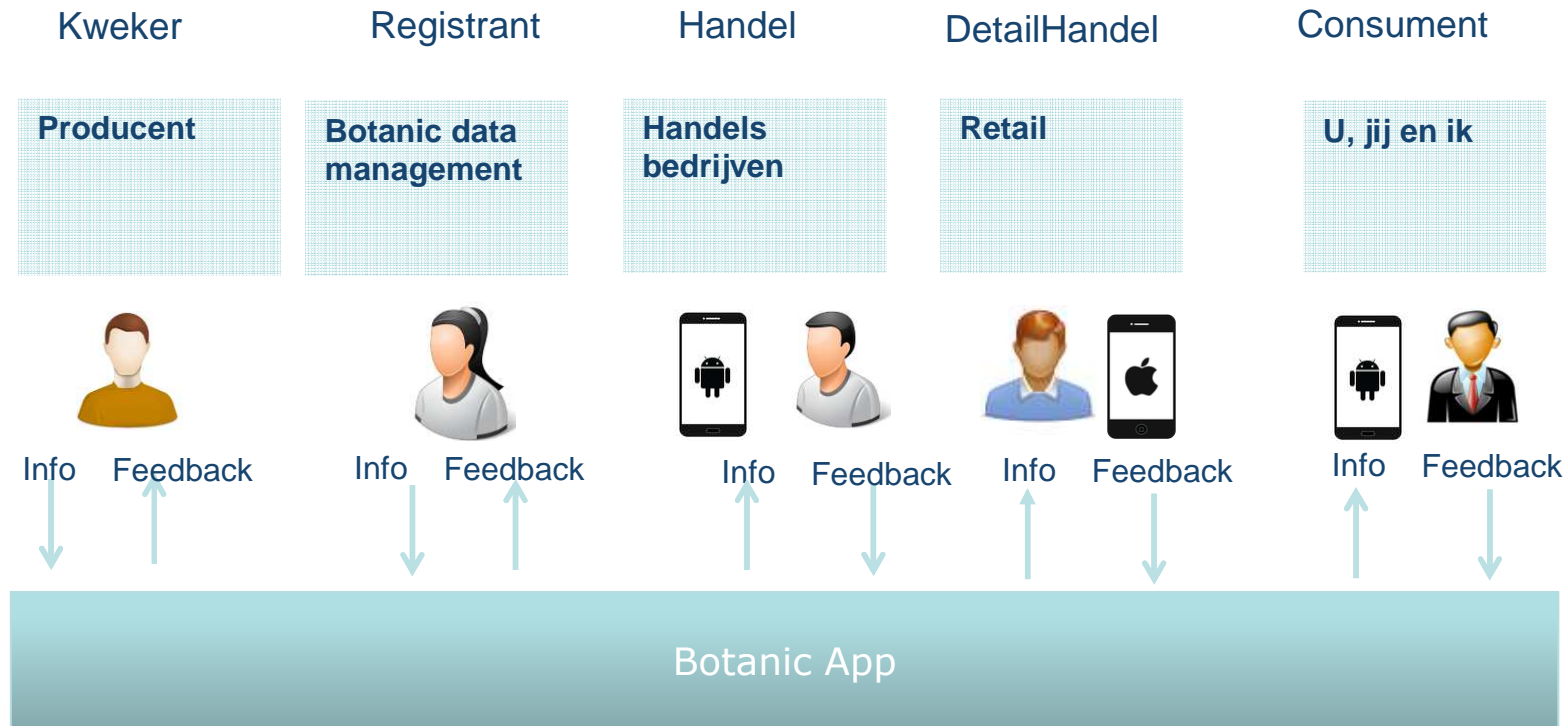 Kweker
Registrant
Handel
DetailHandel
Consument
Producent
Botanic data
management
Handels
bedrijven
Retail
U, jij en ik
Info Feedback
Info Feedback
Info Feedback
Info Feedback
Info Feedback
Botanic App